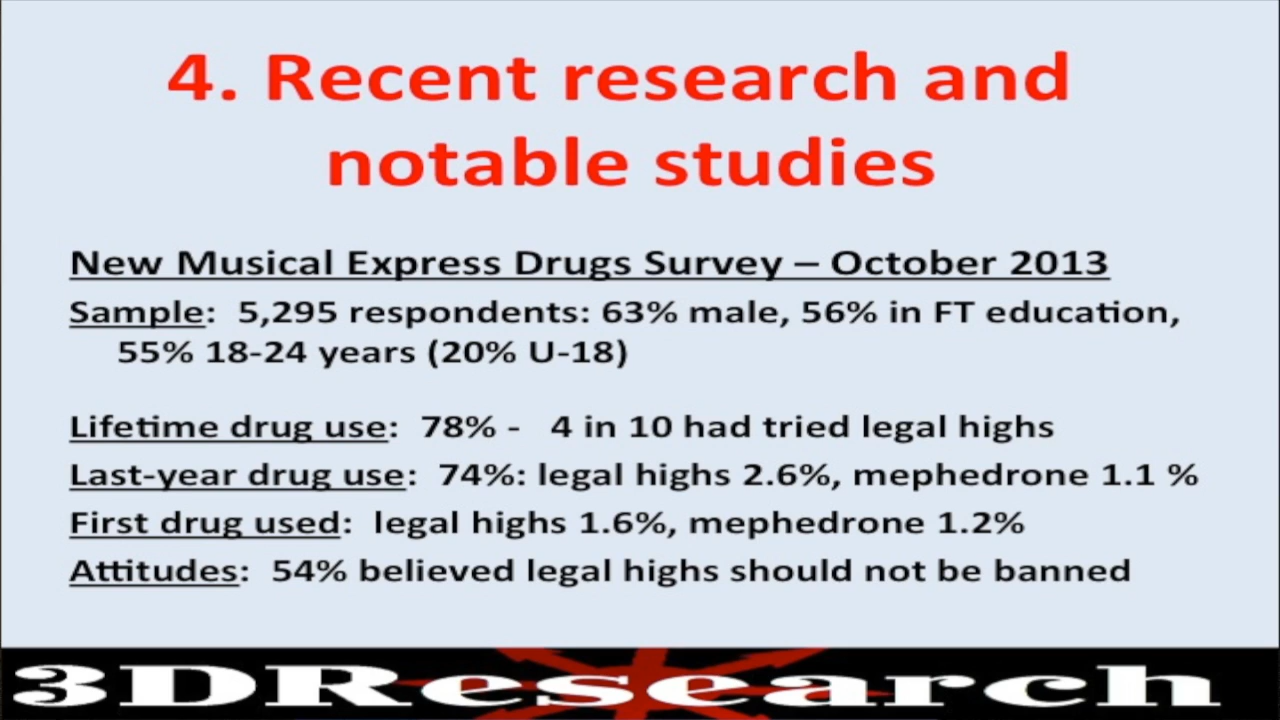 4. Recent research and
notable studies
New Musical Express Drugs Survey – October 2013
Sample:  5,295 respondents: 63% male, 56% in FT education,
55% 18-24 years (20% U-18)
Lifetime drug use:  78% -   4 in 10 had tried legal highs
Last-year drug use:  74%: legal highs 2.6%, mephedrone 1.1 %
First drug used:  legal highs 1.6%, mephedrone 1.2%
Attitudes:  54% believed legal highs should not be banned
3DResearch